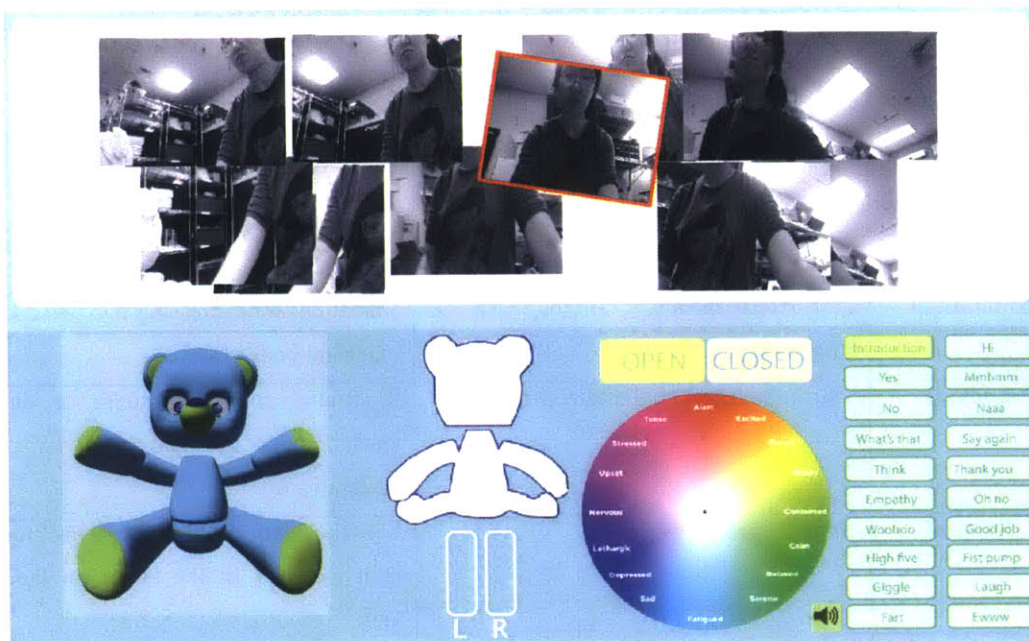 OPEN CLOSED
Introduction Hi
Yes Mmhmm
No Naaa
What's that Say again
Think Thank you
Empathy Oh no
Woohoo Good job
High five Fist pump
Giggle Laugh
Fart Ewww
Alert
Excited
Tense
Stressed
Upset
Nervous
Contented
Lethargic
Calm
Depressed
Relaxed
Sad
Serene
Fatigued
L R